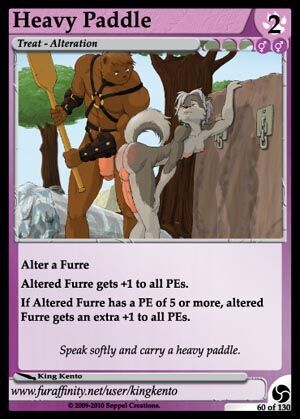 Heavy Paddle
2
Treat - Alteration
Alter a Furre
Altered Furre gets +1 to all PEs.
If Altered Furre has a PE of 5 or more, altered
Furre gets an extra +1 to all PEs.
Speak softly and carry a heavy paddle.
King Kento
www.furaffinity.net/user/kingkento
© 2009-2010 Seppel Creations.
60 of 130